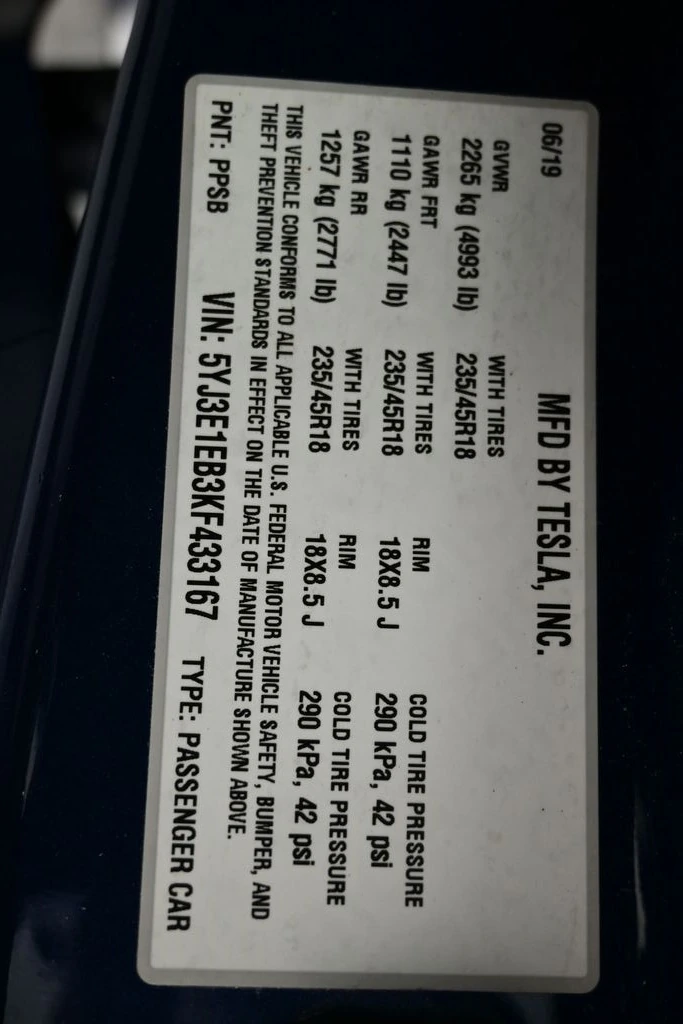 MFD BY TESLA, INC.
06/19
GVWR WITH TIRES
2265 kg (4993 lb) 235/45R18
GAWR FRT WITH TIRES RIM COLD TIRE PRESSURE
1110 kg (2447 lb) 235/45R18 18X8.5 J 290 kPa, 42 psi
GAWR RR WITH TIRES RIM COLD TIRE PRESSURE
1257 kg (2771 lb) 235/45R18 18X8.5 J 290 kPa, 42 psi
THIS VEHICLE CONFORMS TO ALL APPLICABLE U.S. FEDERAL MOTOR VEHICLE SAFETY, BUMPER, AND
THEFT PREVENTION STANDARDS IN EFFECT ON THE DATE OF MANUFACTURE SHOWN ABOVE.
PNT: PPSB VIN: 5YJ3E1EB3KF433167 TYPE: PASSENGER CAR